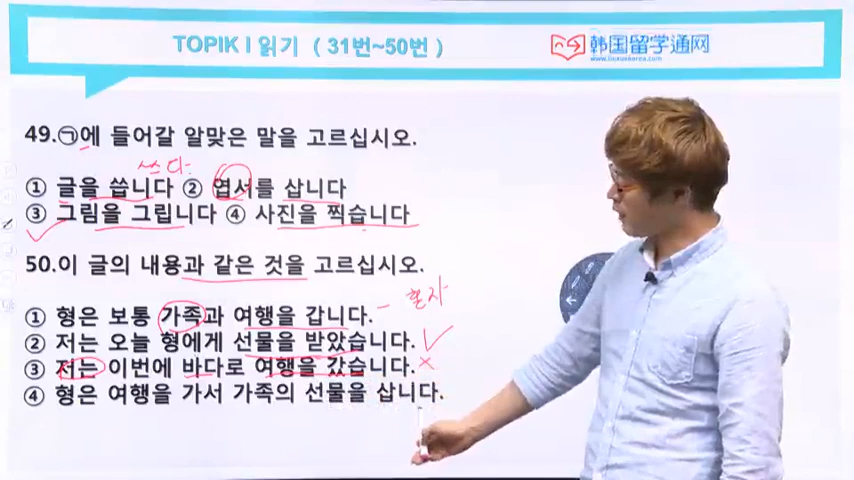 TOPIK I 읽기 ( 31번~50번 )
韩国留学通网
www.liuxuekorea.com
49.㉠에 들어갈 알맞은 말을 고르십시오.
쓰다
① 글을 씁니다 ② 엽서를 삽니다
③ 그림을 그립니다 ④ 사진을 찍습니다
50.이 글의 내용과 같은 것을 고르십시오.
① 형은 보통 가족과 여행을 갑니다. - 혼자
② 저는 오늘 형에게 선물을 받았습니다.
③ 저는 이번에 바다로 여행을 갔습니다. ×
④ 형은 여행을 가서 가족의 선물을 삽니다.